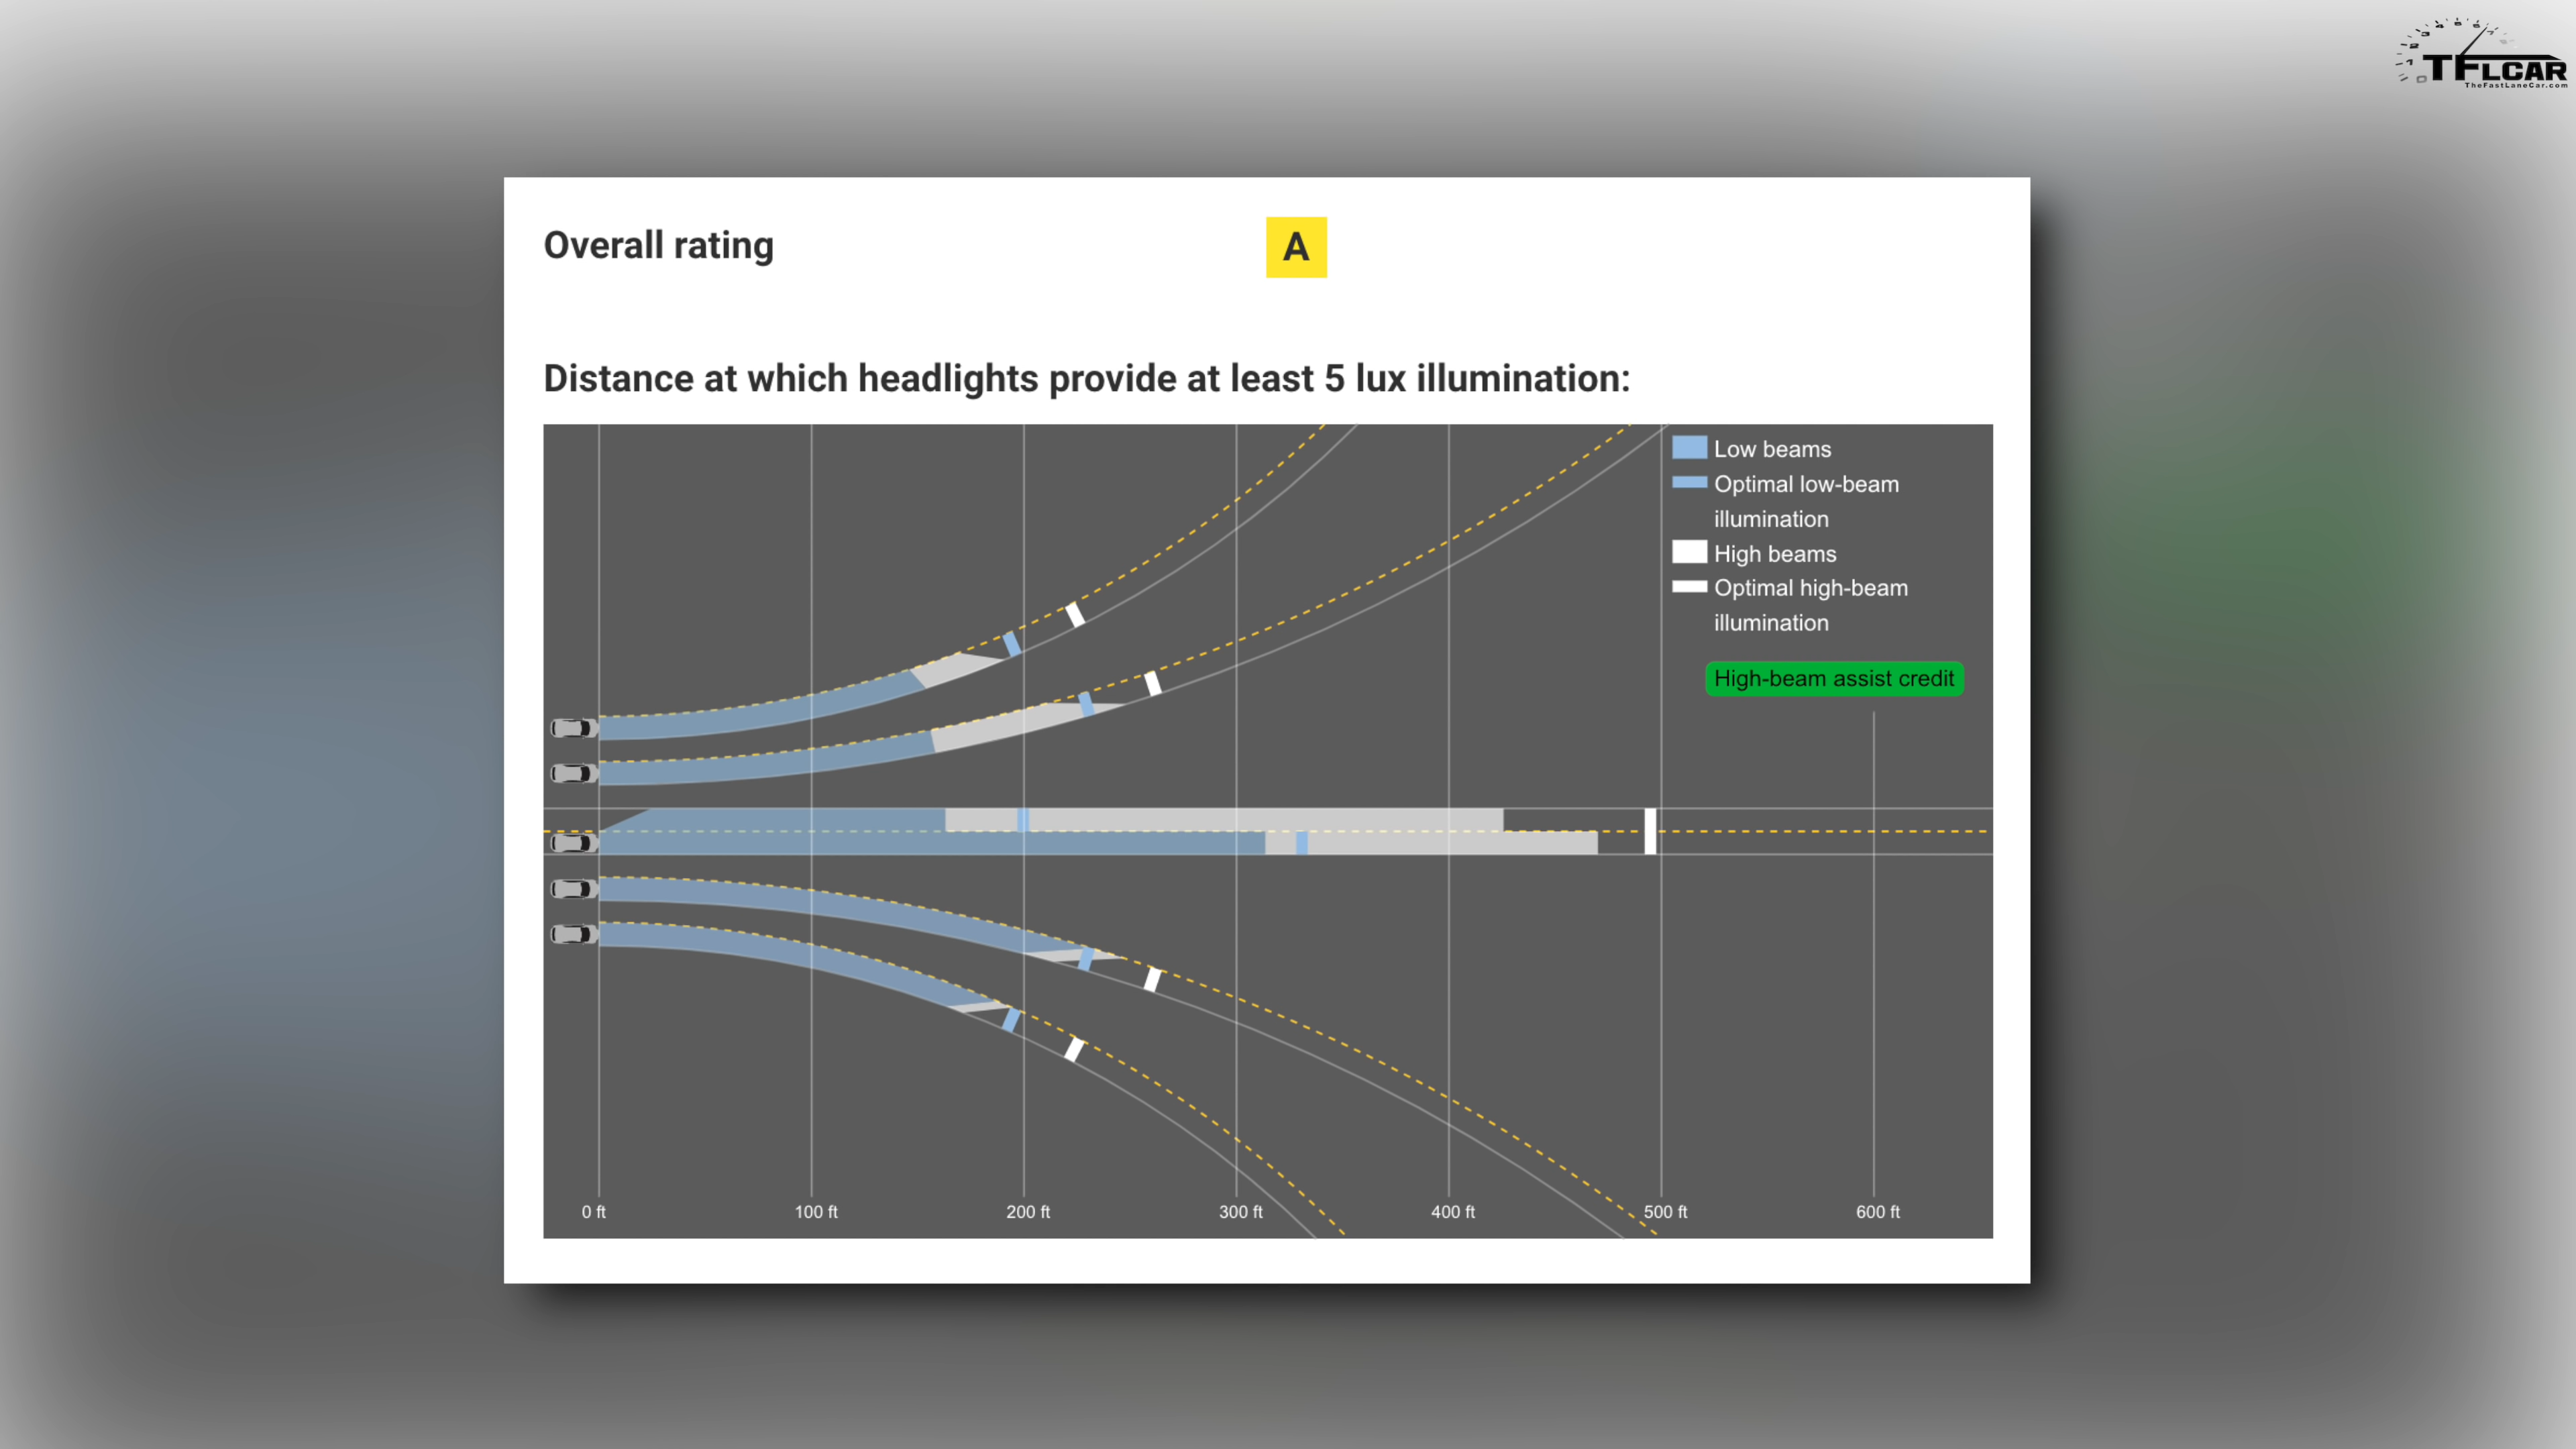 TFLCAR
TheFastLaneCar.com
Overall rating
A
Distance at which headlights provide at least 5 lux illumination:
Low beams
Optimal low-beam
illumination
High beams
Optimal high-beam
illumination
High-beam assist credit
0 ft
100 ft
200 ft
300 ft
400 ft
500 ft
600 ft